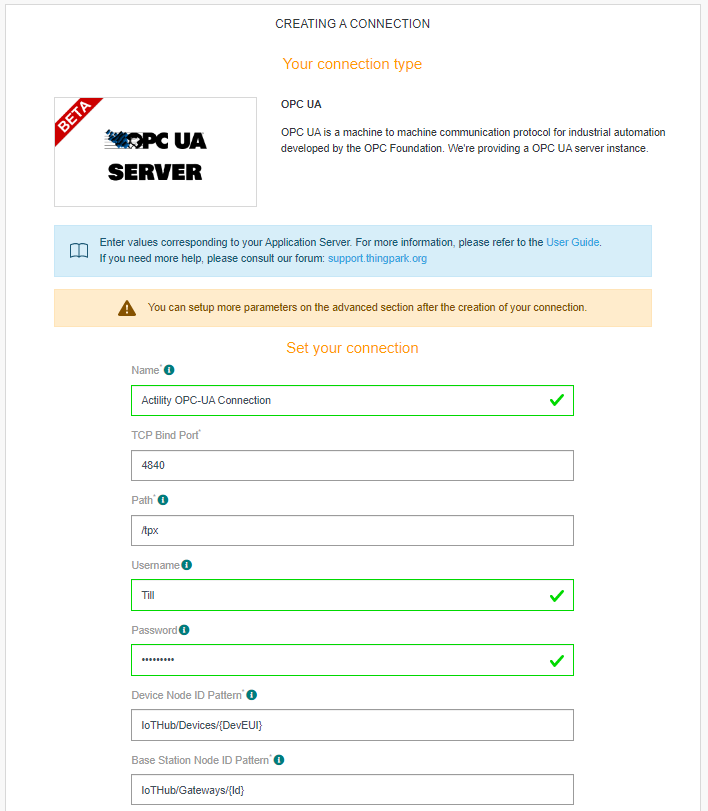 CREATING A CONNECTION
Your connection type
BETA
OPC UA
SERVER
OPC UA
OPC UA is a machine to machine communication protocol for industrial automation
developed by the OPC Foundation. We're providing a OPC UA server instance.
Enter values corresponding to your Application Server. For more information, please refer to the User Guide.
If you need more help, please consult our forum: support.thingpark.org
You can setup more parameters on the advanced section after the creation of your connection.
Set your connection
Name*
Actility OPC-UA Connection
TCP Bind Port*
4840
Path*
/tpx
Username
Till
Password
•••••••••
Device Node ID Pattern*
IoTHub/Devices/{DevEUI}
Base Station Node ID Pattern*
IoTHub/Gateways/{Id}